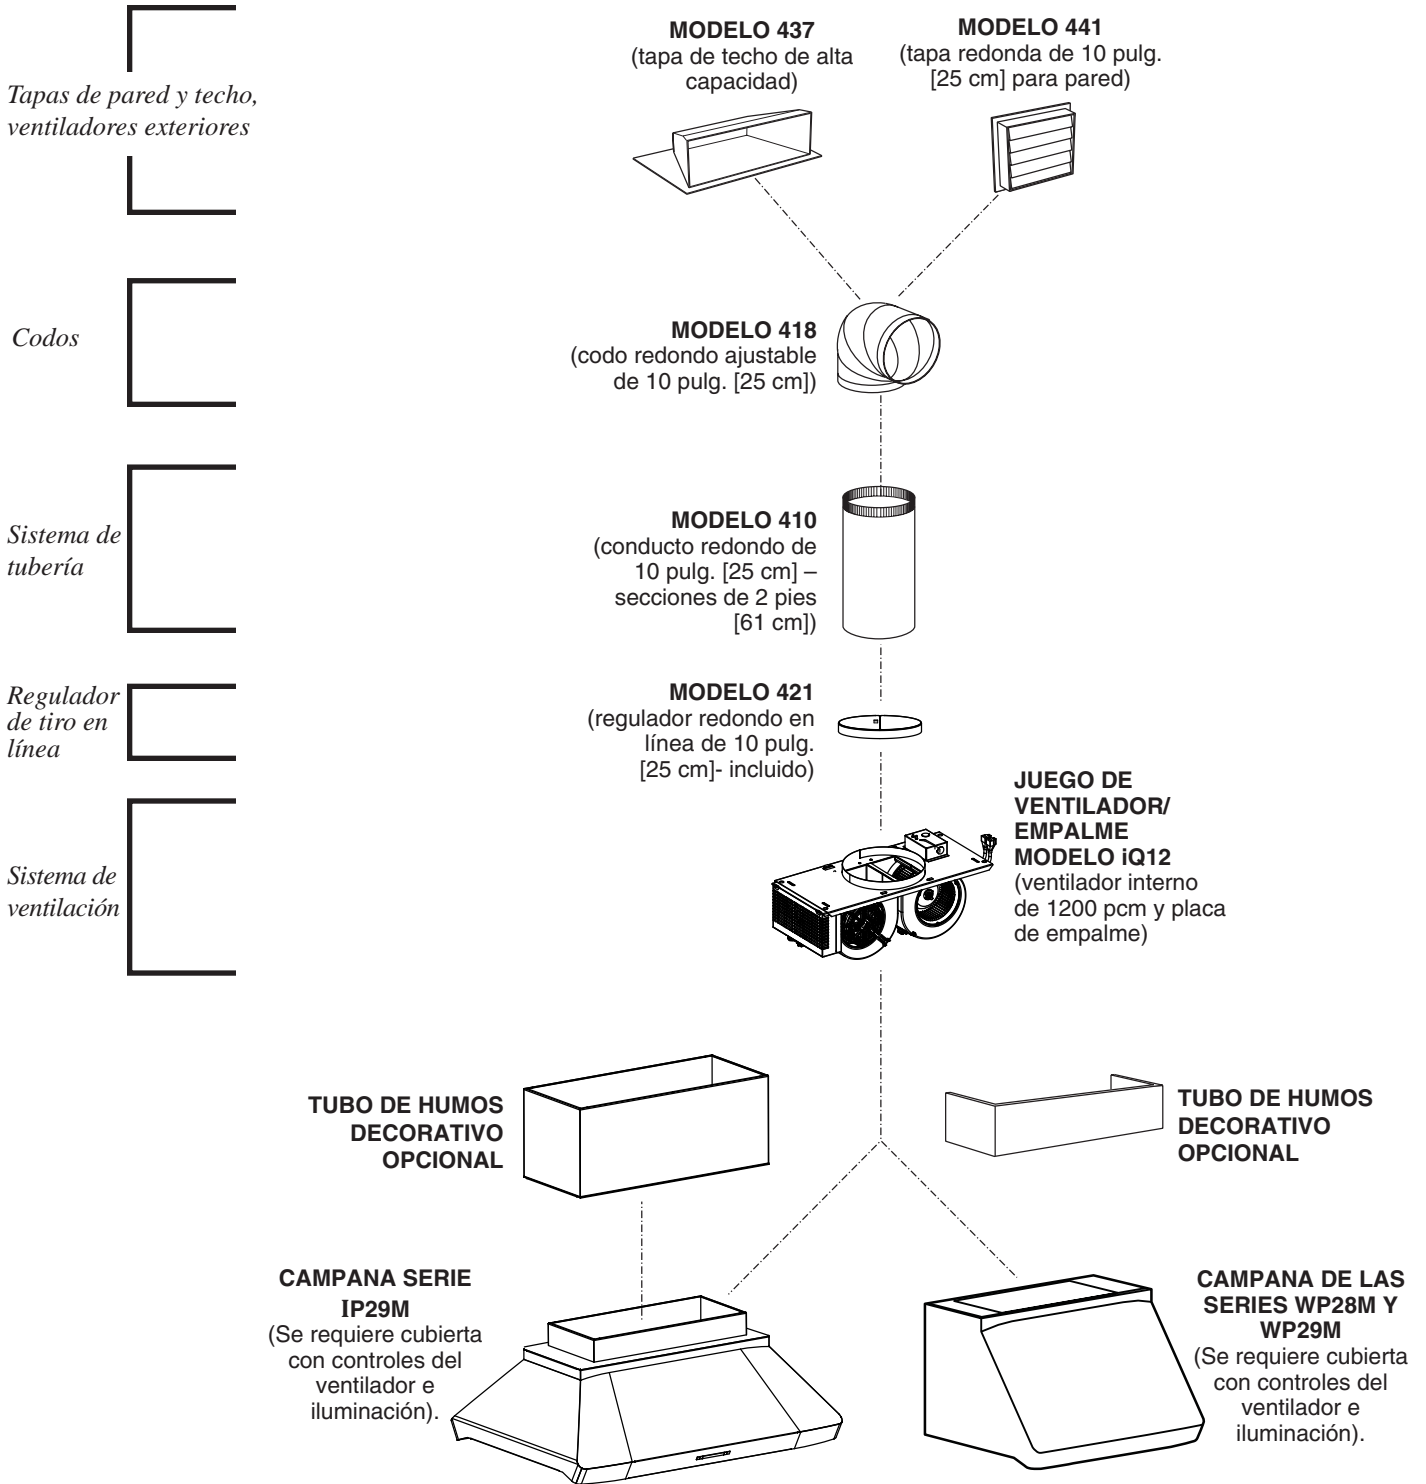 MODELO 437
(tapa de techo de alta
capacidad)
MODELO 441
(tapa redonda de 10 pulg.
[25 cm] para pared)
Tapas de pared y techo,
ventiladores exteriores
Codos
MODELO 418
(codo redondo ajustable
de 10 pulg. [25 cm])
Sistema de
tubería
MODELO 410
(conducto redondo de
10 pulg. [25 cm] –
secciones de 2 pies
[61 cm])
Regulador
de tiro en
línea
MODELO 421
(regulador redondo en
línea de 10 pulg.
[25 cm]- incluido)
Sistema de
ventilación
JUEGO DE
VENTILADOR/
EMPALME
MODELO iQ12
(ventilador interno
de 1200 pcm y placa
de empalme)
TUBO DE HUMOS
DECORATIVO
OPCIONAL
TUBO DE HUMOS
DECORATIVO
OPCIONAL
CAMPANA SERIE
IP29M
(Se requiere cubierta
con controles del
ventilador e
iluminación).
CAMPANA DE LAS
SERIES WP28M Y
WP29M
(Se requiere cubierta
con controles del
ventilador e
iluminación).